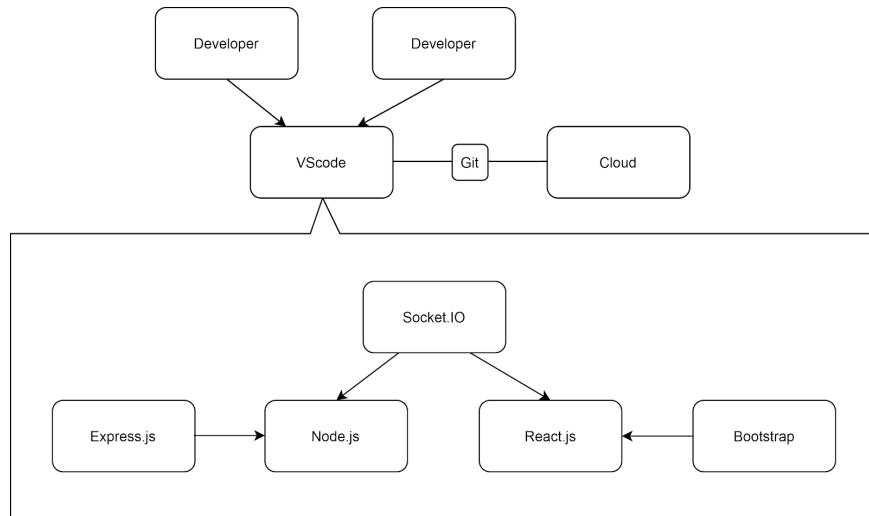 Developer
Developer
VScode
Git
Cloud
Socket.IO
Express.js
Node.js
React.js
Bootstrap